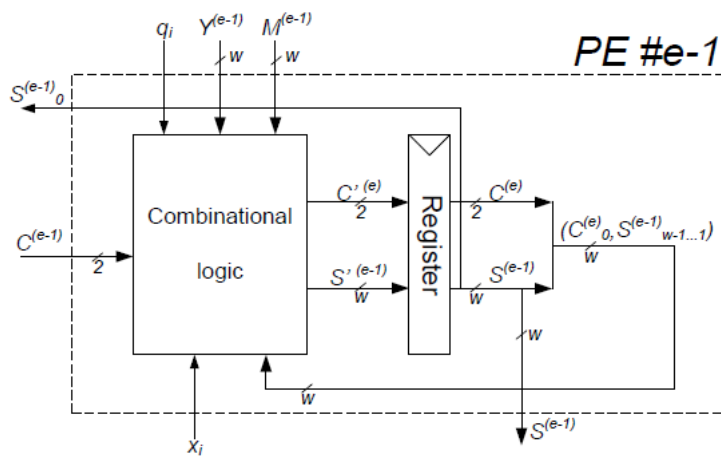 q_i Y^(e-1) M^(e-1)
w w
PE #e-1
S^(e-1)_0
Combinational
logic
C'^(e)
2
S'^(e-1)
w
Register
C^(e)
2
S^(e-1)
w
(C^(e)_0, S^(e-1)_w-1...1)
w
C^(e-1)
2
w
w
x_i
S^(e-1)